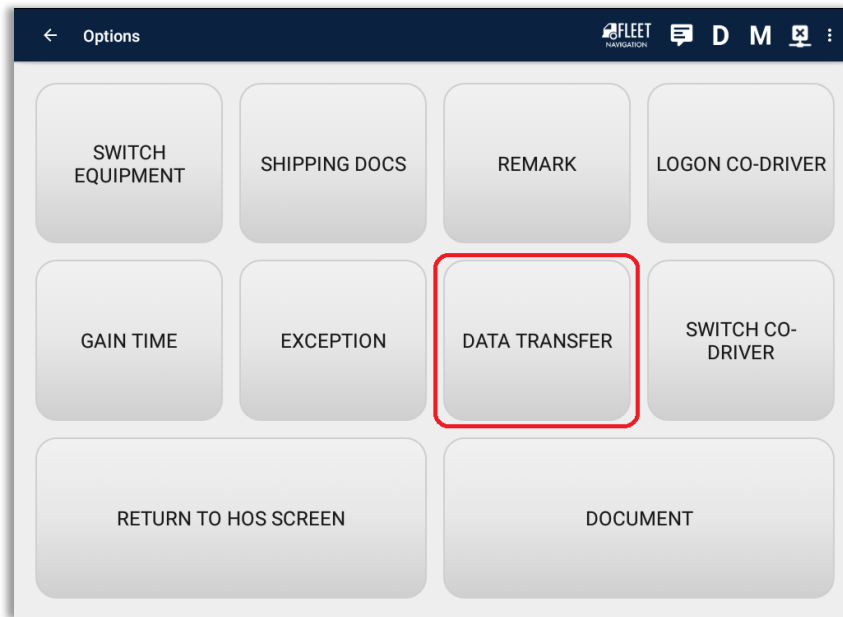 Options
FLEET
NAVIGATION
D
M
SWITCH
EQUIPMENT
SHIPPING DOCS
REMARK
LOGON CO-DRIVER
GAIN TIME
EXCEPTION
DATA TRANSFER
SWITCH CO-
DRIVER
RETURN TO HOS SCREEN
DOCUMENT